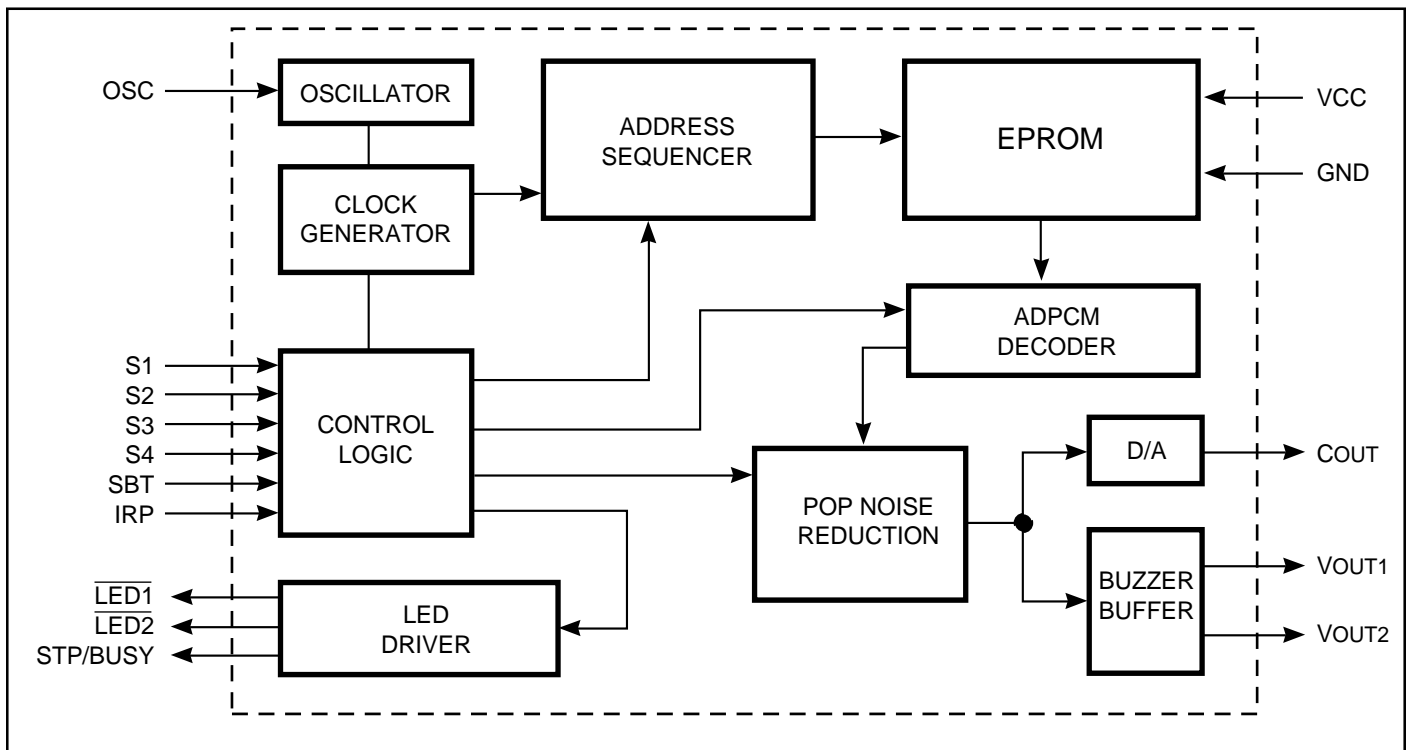 OSC
OSCILLATOR
CLOCK
GENERATOR
ADDRESS
SEQUENCER
EPROM
VCC
GND
ADPCM
DECODER
S1
S2
S3
S4
SBT
IRP
CONTROL
LOGIC
POP NOISE
REDUCTION
D/A
COUT
BUZZER
BUFFER
VOUT1
VOUT2
LED1
LED2
STP/BUSY
LED
DRIVER